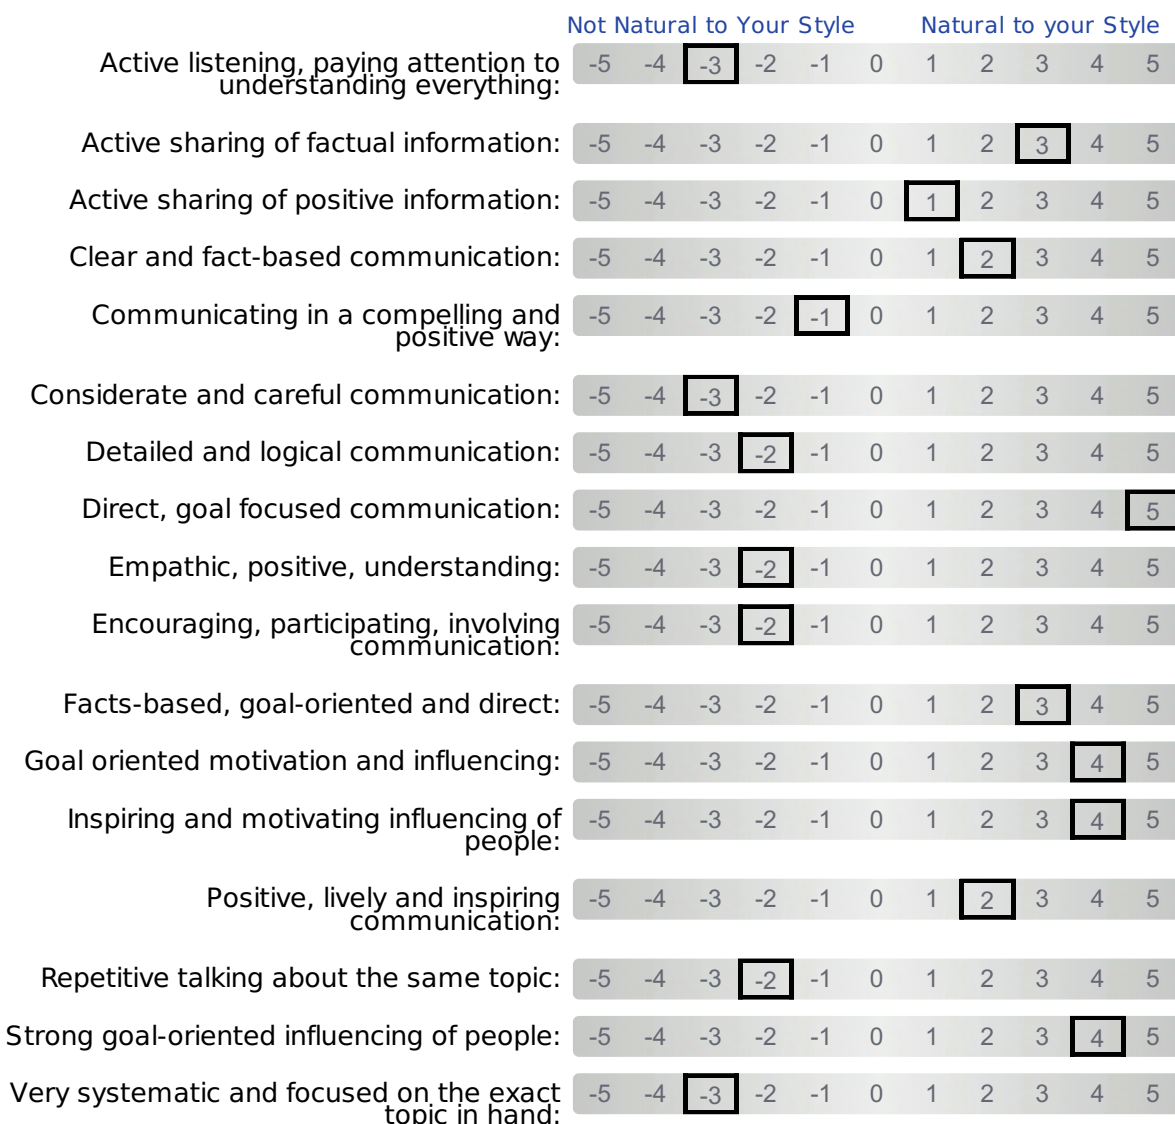 Not Natural to Your Style Natural to your Style
Active listening, paying attention to -5 -4 -3 -2 -1 0 1 2 3 4 5
understanding everything:
Active sharing of factual information: -5 -4 -3 -2 -1 0 1 2 3 4 5
Active sharing of positive information: -5 -4 -3 -2 -1 0 1 2 3 4 5
Clear and fact-based communication: -5 -4 -3 -2 -1 0 1 2 3 4 5
Communicating in a compelling and -5 -4 -3 -2 -1 0 1 2 3 4 5
positive way:
Considerate and careful communication: -5 -4 -3 -2 -1 0 1 2 3 4 5
Detailed and logical communication: -5 -4 -3 -2 -1 0 1 2 3 4 5
Direct, goal focused communication: -5 -4 -3 -2 -1 0 1 2 3 4 5
Empathic, positive, understanding: -5 -4 -3 -2 -1 0 1 2 3 4 5
Encouraging, participating, involving -5 -4 -3 -2 -1 0 1 2 3 4 5
communication:
Facts-based, goal-oriented and direct: -5 -4 -3 -2 -1 0 1 2 3 4 5
Goal oriented motivation and influencing: -5 -4 -3 -2 -1 0 1 2 3 4 5
Inspiring and motivating influencing of -5 -4 -3 -2 -1 0 1 2 3 4 5
people:
Positive, lively and inspiring -5 -4 -3 -2 -1 0 1 2 3 4 5
communication:
Repetitive talking about the same topic: -5 -4 -3 -2 -1 0 1 2 3 4 5
Strong goal-oriented influencing of people: -5 -4 -3 -2 -1 0 1 2 3 4 5
Very systematic and focused on the exact -5 -4 -3 -2 -1 0 1 2 3 4 5
topic in hand: